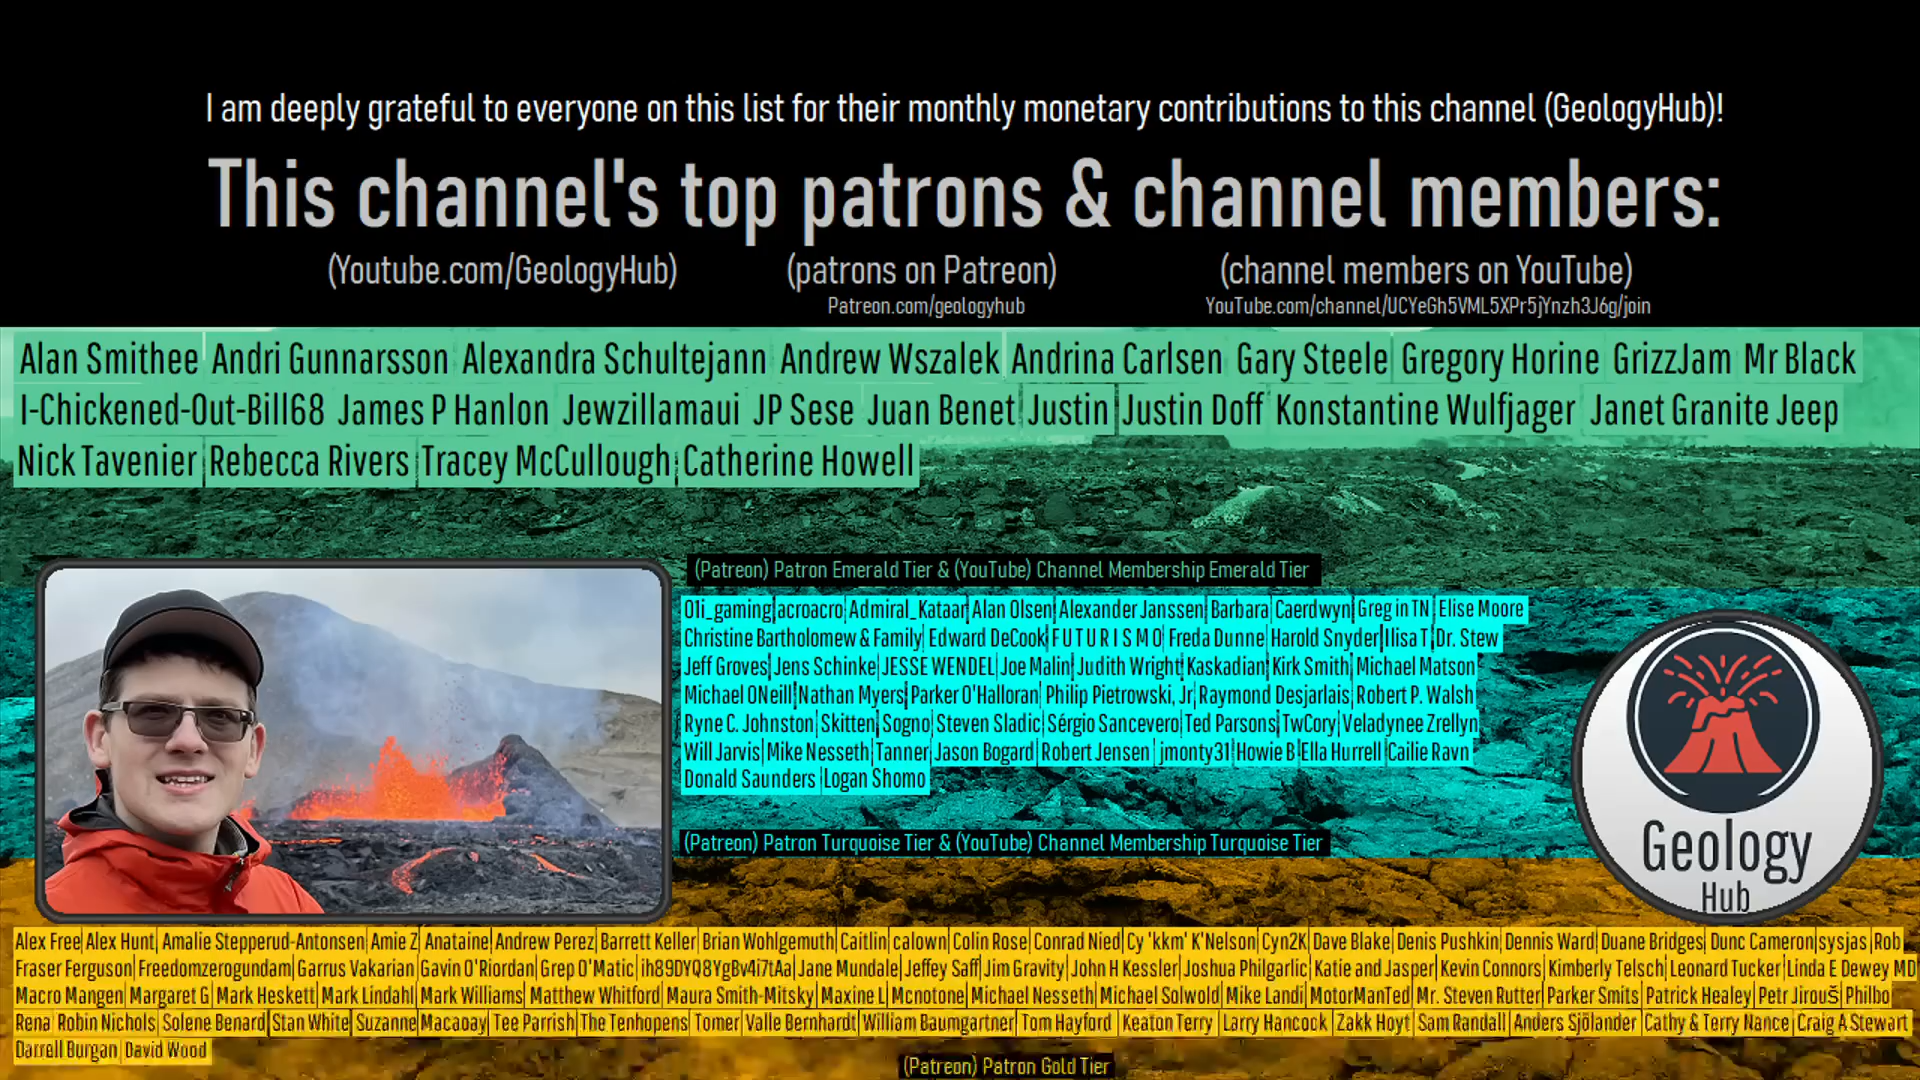 I am deeply grateful to everyone on this list for their monthly monetary contributions to this channel (GeologyHub)!
This channel's top patrons & channel members:
(Youtube.com/GeologyHub) (patrons on Patreon) (channel members on YouTube)
Patreon.com/geologyhub YouTube.com/channel/UCYeGh5VML5XPr5jYnzh3J6g/join
Alan Smithee Andri Gunnarsson Alexandra Schultejann Andrew Wszalek Andrina Carlsen Gary Steele Gregory Horine GrizzJam Mr Black
I-Chickened-Out-Bill68 James P Hanlon Jewzillamaui JP Sese Juan Benet Justin Justin Doff Konstantine Wulfjager Janet Granite Jeep
Nick Tavenier Rebecca Rivers Tracey McCullough Catherine Howell
(Patreon) Patron Emerald Tier & (YouTube) Channel Membership Emerald Tier
01i_gaming acroacro Admiral_Kataar Alan Olsen Alexander Janssen Barbara Caerdwyn Greg in TN Elise Moore
Christine Bartholomew & Family Edward DeCook F U T U R I S M O Freda Dunne Harold Snyder Ilisa T Dr. Stew
Jeff Groves Jens Schinke JESSE WENDEL Joe Malin Judith Wright Kaskadian Kirk Smith Michael Matson
Michael ONeill Nathan Myers Parker O'Halloran Philip Pietrowski, Jr Raymond Desjarlais Robert P. Walsh
Ryne C. Johnston Skitten Sogno Steven Sladic Sérgio Sancevero Ted Parsons TwCory Veladynee Zrellyn
Will Jarvis Mike Nesseth Tanner Jason Bogard Robert Jensen jmonty31 Howie B Ella Hurrell Cailie Ravn
Donald Saunders Logan Shomo
(Patreon) Patron Turquoise Tier & (YouTube) Channel Membership Turquoise Tier
Geology
Hub
Alex Free Alex Hunt Amalie Stepperud-Antonsen Amie Z Anataine Andrew Perez Barrett Keller Brian Wohlgemuth Caitlin calown Colin Rose Conrad Nied Cy 'kkm' K'Nelson Cyn2K Dave Blake Denis Pushkin Dennis Ward Duane Bridges Dunc Cameron sysjas Rob
Fraser Ferguson Freedomzerogundam Garrus Vakarian Gavin O'Riordan Grep O'Matic ih89DYQ8YgBv4i7tAa Jane Mundale Jeffey Saff Jim Gravity John H Kessler Joshua Philgarlic Katie and Jasper Kevin Connors Kimberly Telsch Leonard Tucker Linda E Dewey MD
Macro Mangen Margaret G Mark Heskett Mark Lindahl Mark Williams Matthew Whitford Maura Smith-Mitsky Maxine L Mcnotone Michael Nesseth Michael Solwold Mike Landi MotorManTed Mr. Steven Rutter Parker Smits Patrick Healey Petr Jirouš Philbo
Rena Robin Nichols Solene Benard Stan White Suzanne Macaoay Tee Parrish The Tenhopens Tomer Valle Bernhardt William Baumgartner Tom Hayford Keaton Terry Larry Hancock Zakk Hoyt Sam Randall Anders Sjölander Cathy & Terry Nance Craig A Stewart
Darrell Burgan David Wood
(Patreon) Patron Gold Tier